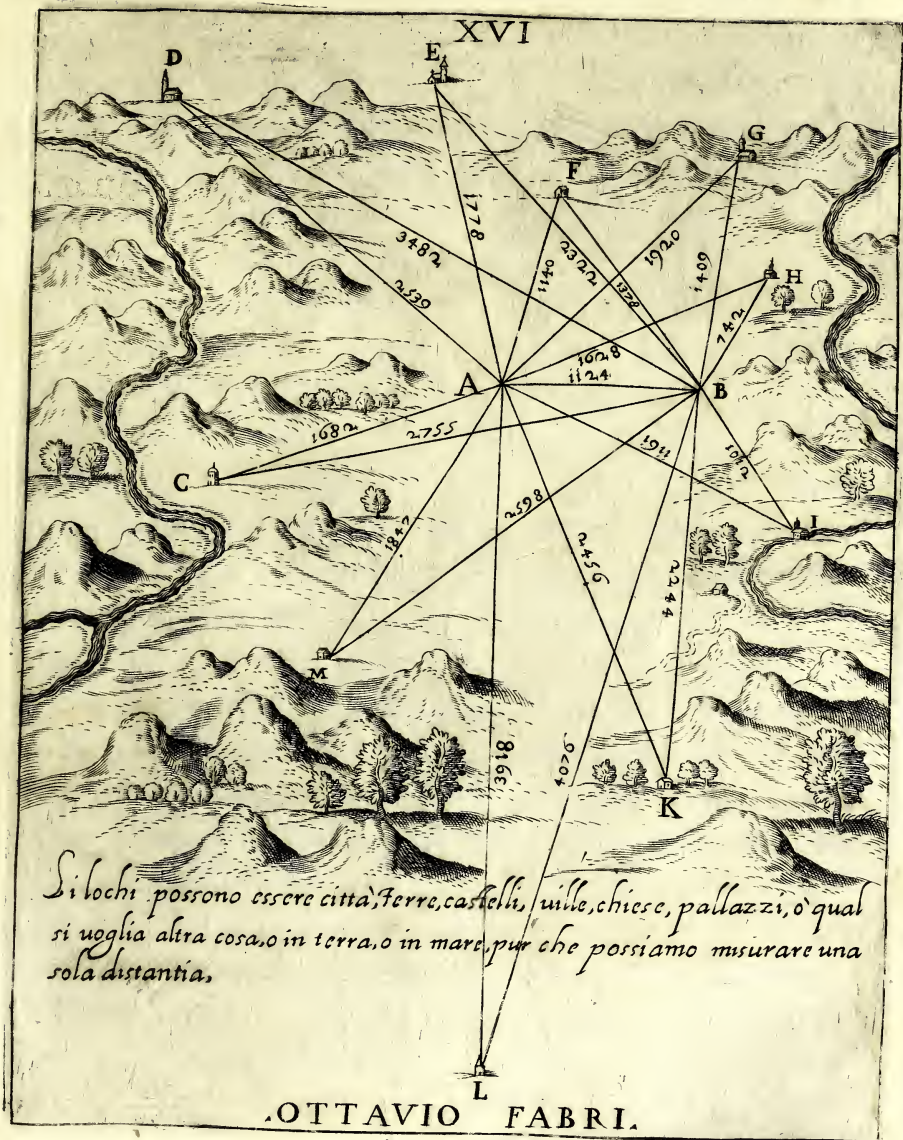 XVI
D
E
G
F
1778
1140
2322
1378
1920
1409
H
742
3482
2539
1628
A
1124
B
1682
2755
1911
1012
C
I
1847
2598
2456
2244
M
3918
4076
K
Li lochi possono essere città, terre, castelli, uille, chiese, pallazzi, ò qual
si uoglia altra cosa, o in terra, o in mare, pur che possiamo misurare una
sola distantia,
L
.OTTAVIO FABRI.